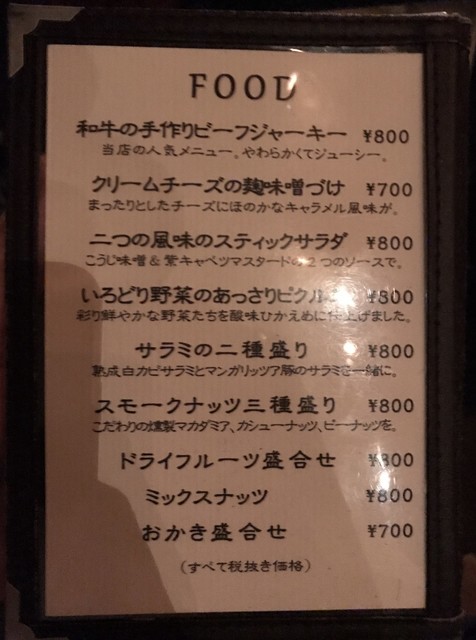 FOOD
和牛の手作りビーフジャーキー ¥800
当店の人気メニュー。やわらかくてジューシー。
クリームチーズの麹味噌づけ ¥700
まったりとしたチーズにほのかなキャラメル風味が。
二つの風味のスティックサラダ ¥800
こうじ味噌&紫キャベツマスタードの2つのソースで。
いろどり野菜のあっさりピクルス ¥800
彩り鮮やかな野菜たちを酸味ひかえめに仕上げました。
サラミの二種盛り ¥800
熟成白カビサラミとマンガリッツァ豚のサラミを一緒に。
スモークナッツ三種盛り ¥800
こだわりの燻製マカダミア、カシューナッツ、ピーナッツを。
ドライフルーツ盛合せ ¥800
ミックスナッツ ¥800
おかき盛合せ ¥700
(すべて税抜き価格)